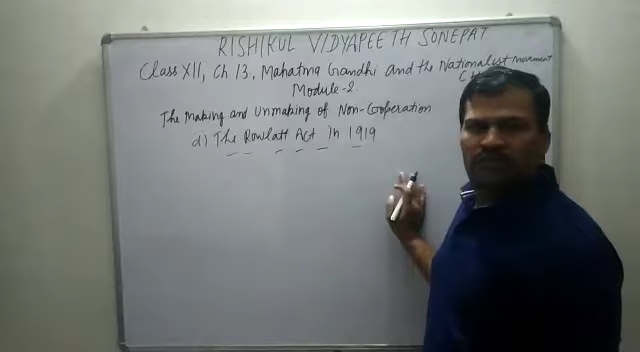 RISHIKUL VIDYAPEETH SONEPAT
Class XII, Ch 13, Mahatma Gandhi and the Nationalist Movement
Module-2.
The Making and Unmaking of Non-Cooperation
d) The Rowlatt Act in 1919